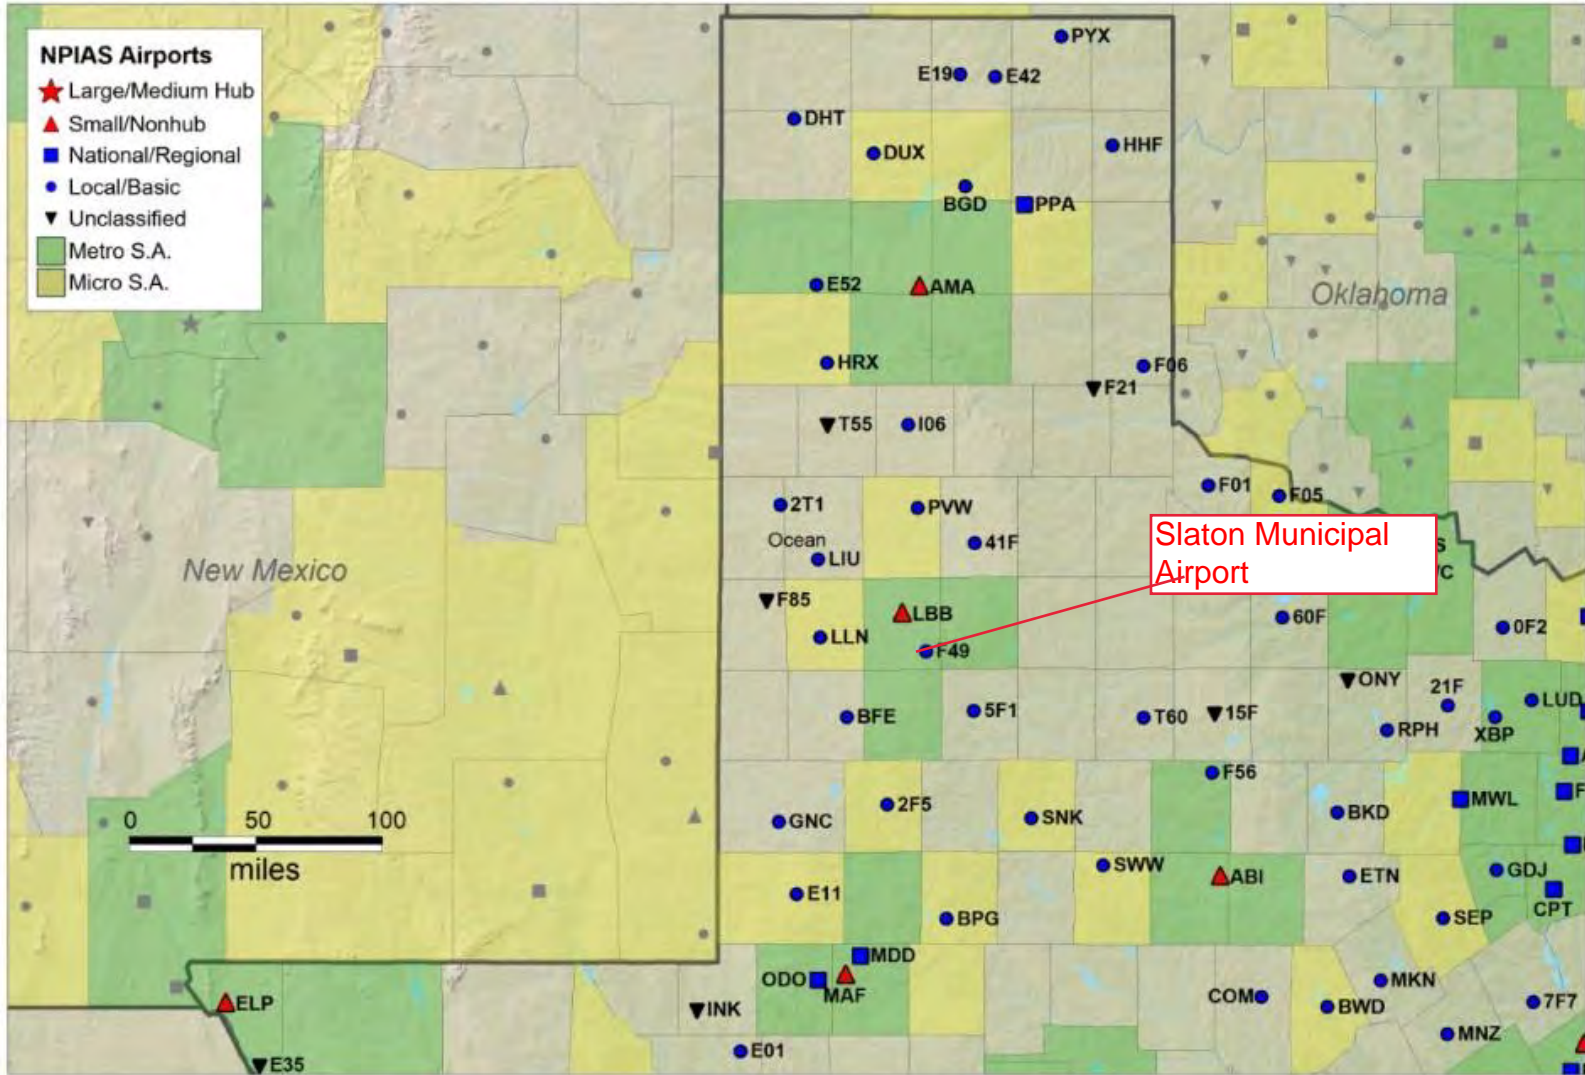 NPIAS Airports
Large/Medium Hub
Small/Nonhub
National/Regional
Local/Basic
Unclassified
Metro S.A.
Micro S.A.
PYX
E19
E42
DHT
DUX
HHF
BGD
PPA
E52
AMA
Oklahoma
HRX
F06
F21
T55
I06
F01
F05
2T1
PVW
Ocean
41F
LIU
Slaton Municipal
Airport
S
C
New Mexico
F85
LBB
60F
0F2
LLN
F49
ONY
21F
LUD
BFE
5F1
T60
15F
RPH
XBP
A
F56
MWL
F
2F5
SNK
BKD
GNC
0 50 100
miles
SWW
ABI
ETN
GDJ
E11
CPT
BPG
SEP
MDD
ODO
MAF
MKN
ELP
INK
COM
BWD
7F7
MNZ
E01
E35